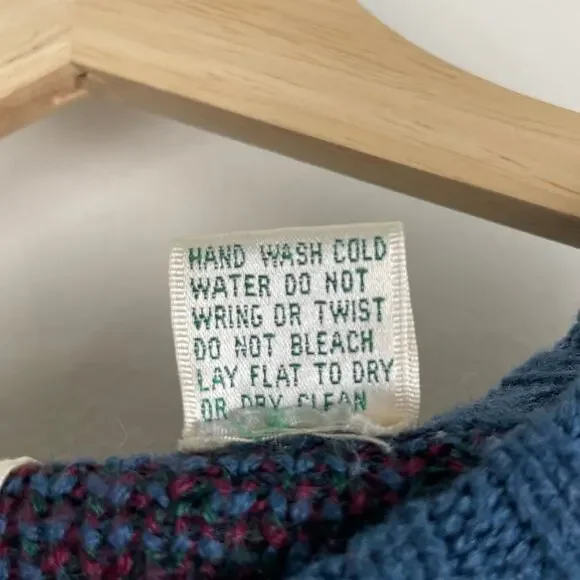 HAND WASH COLD
WATER DO NOT
WRING OR TWIST
DO NOT BLEACH
LAY FLAT TO DRY
OR DRY CLEAN